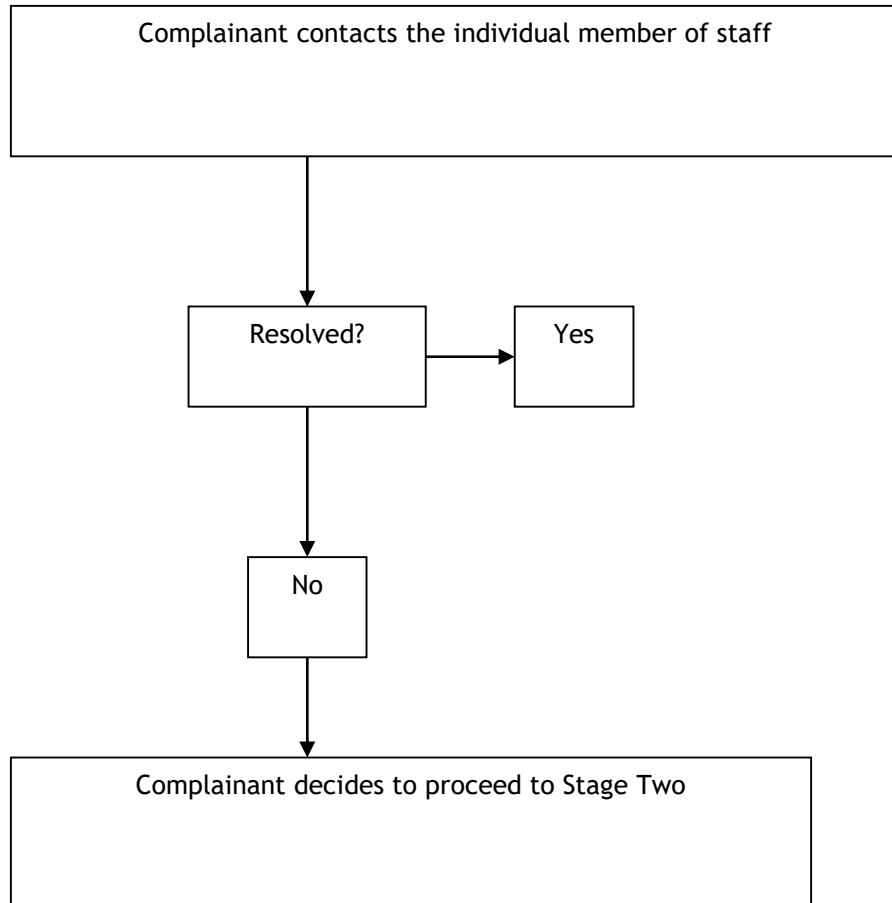 Complainant contacts the individual member of staff
Resolved?
Yes
No
Complainant decides to proceed to Stage Two